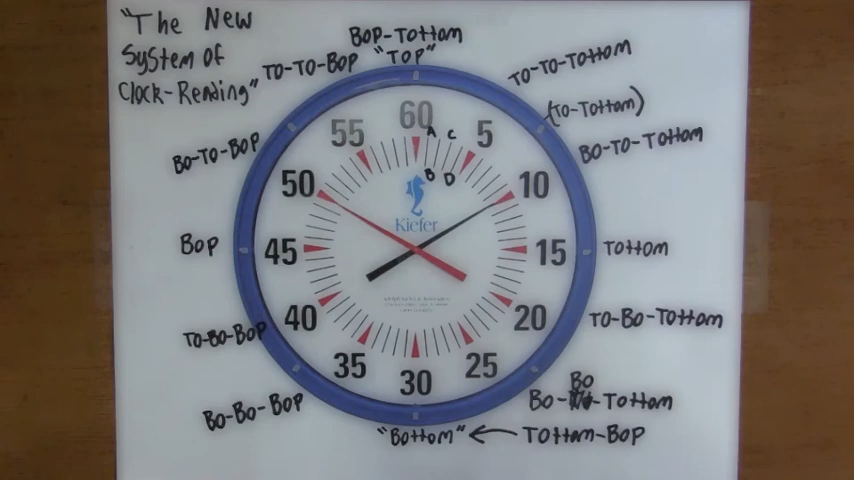 "The New
System of
Clock-Reading"
Bop-Tottom
"Top"
To-To-Bop
To-To-Tottom
(To-Tottom)
Bo-To-Bop
Bo-To-Tottom
60
A C
55
5
B D
50
10
Kiefer
Bop
45
15
Tottom
40
20
To-Bo-Bop
To-Bo-Tottom
35
30
25
Bo
Bo-Bo-Bop
Bo-Tottom
"Bottom"
Tottom-Bop